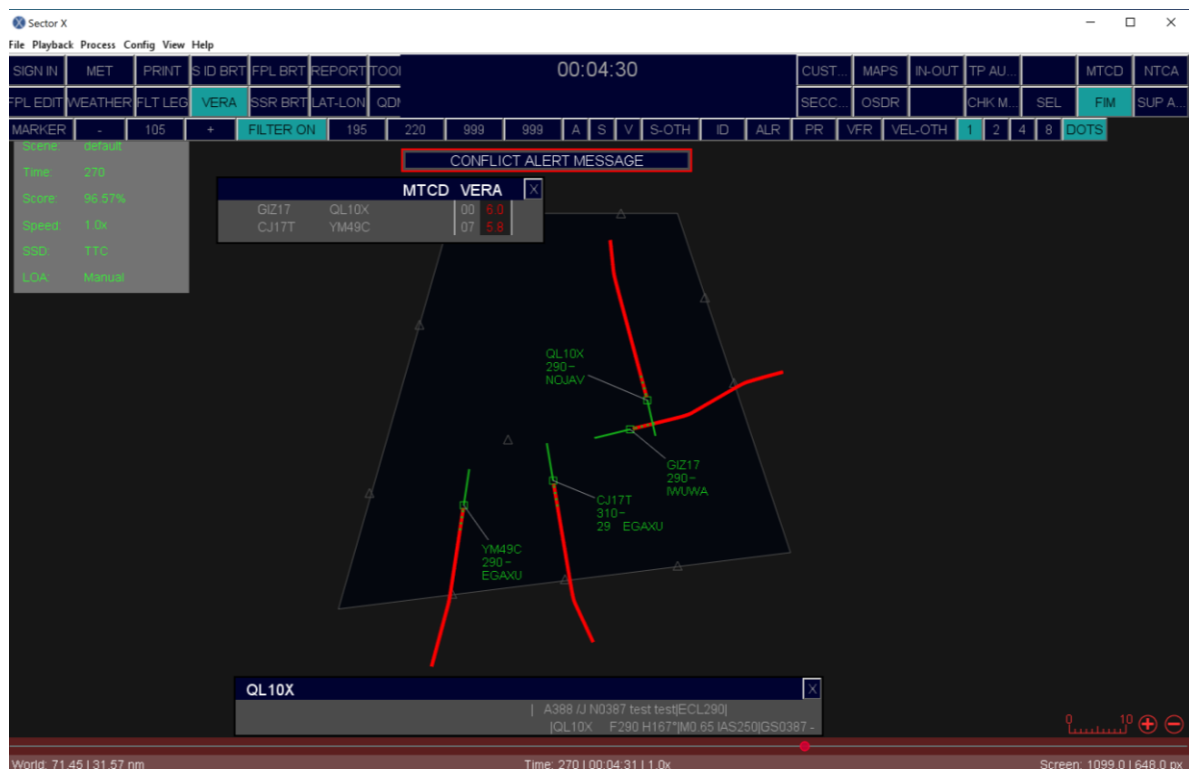 Sector X
File Playback Process Config View Help
SIGN IN MET PRINT S ID BRT FPL BRT REPORT TOOl 00:04:30 CUST... MAPS IN-OUT TP AU... MTCD NTCA
FPL EDIT WEATHER FLT LEG VERA SSR BRT LAT-LON QDM SECC... OSDR CHK M... SEL FIM SUP A...
MARKER - 105 + FILTER ON 195 220 999 999 A S V S-OTH ID ALR PR VFR VEL-OTH 1 2 4 8 DOTS
Scene: default
CONFLICT ALERT MESSAGE
Time: 270
MTCD VERA X
Score: 96.57%
GIZ17 QL10X 00 6.0
Speed: 1.0x
CJ17T YM49C 07 5.8
SSD: TTC
LOA: Manual
QL10X
290-
NOJAV
GIZ17
290-
IWUWA
CJ17T
310-
29 EGAXU
YM49C
290-
EGAXU
QL10X X
| A388 /J N0387 test test|ECL290|
|QL10X F290 H167°|M0.65 IAS250|GS0387 -
0 10
World: 71.45 | 31.57 nm Time: 270 | 00:04:31 | 1.0x Screen: 1099.0 | 648.0 px